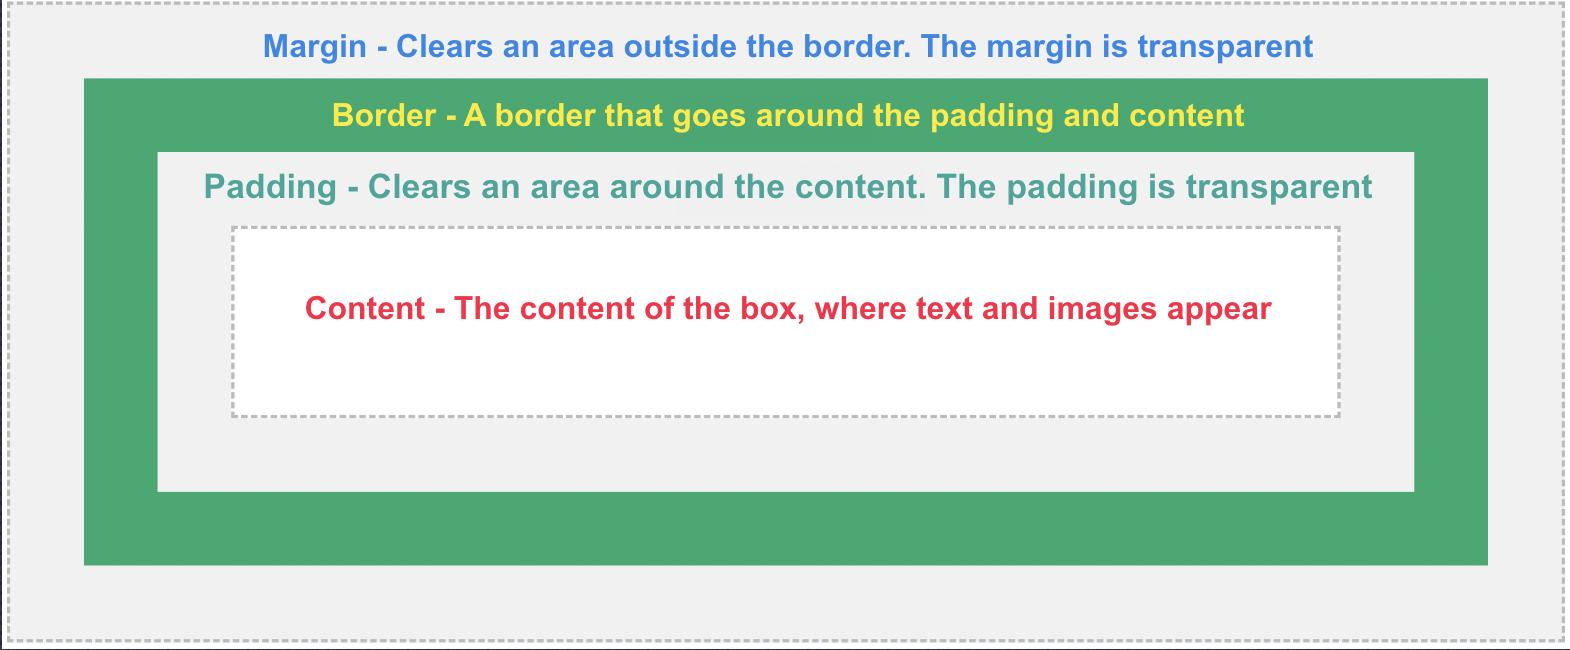 Margin - Clears an area outside the border. The margin is transparent
Border - A border that goes around the padding and content
Padding - Clears an area around the content. The padding is transparent
Content - The content of the box, where text and images appear